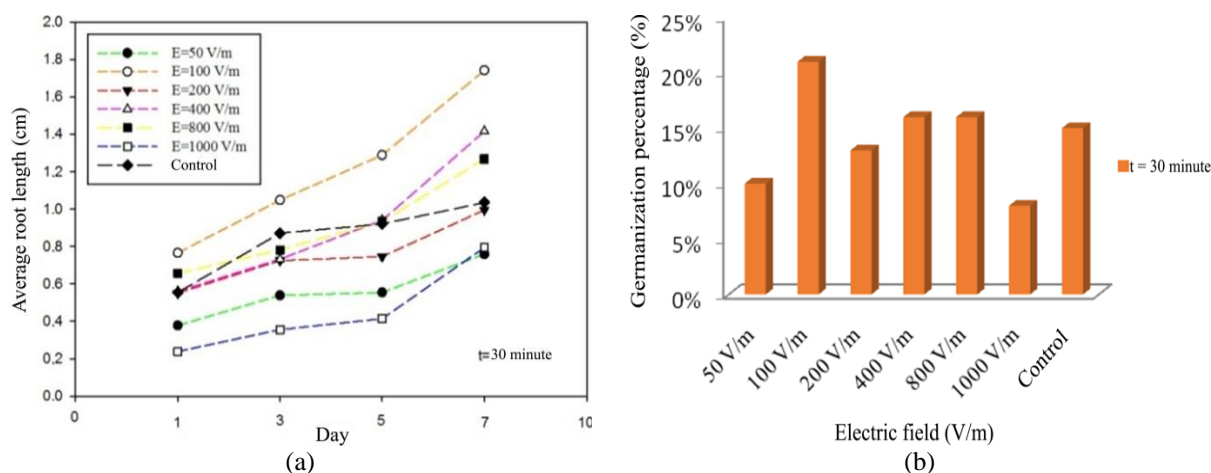 2.0
1.8
1.6
1.4
1.2
1.0
0.8
0.6
0.4
0.2
0
0
1
3
5
7
10
Average root length (cm)
Day
E=50 V/m
E=100 V/m
E=200 V/m
E=400 V/m
E=800 V/m
E=1000 V/m
Control
t=30 minute
(a)
Germanization percentage (%)
25%
20%
15%
10%
5%
0%
50 V/m
100 V/m
200 V/m
400 V/m
800 V/m
1000 V/m
Control
Electric field (V/m)
t = 30 minute
(b)